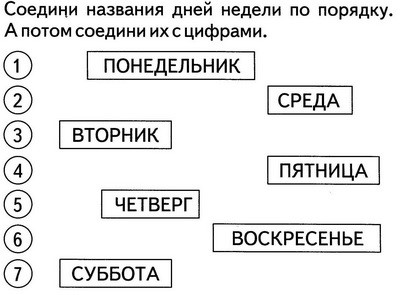 Соедини названия дней недели по порядку.
А потом соедини их с цифрами.
1 ПОНЕДЕЛЬНИК
2 СРЕДА
3 ВТОРНИК
4 ПЯТНИЦА
5 ЧЕТВЕРГ
6 ВОСКРЕСЕНЬЕ
7 СУББОТА